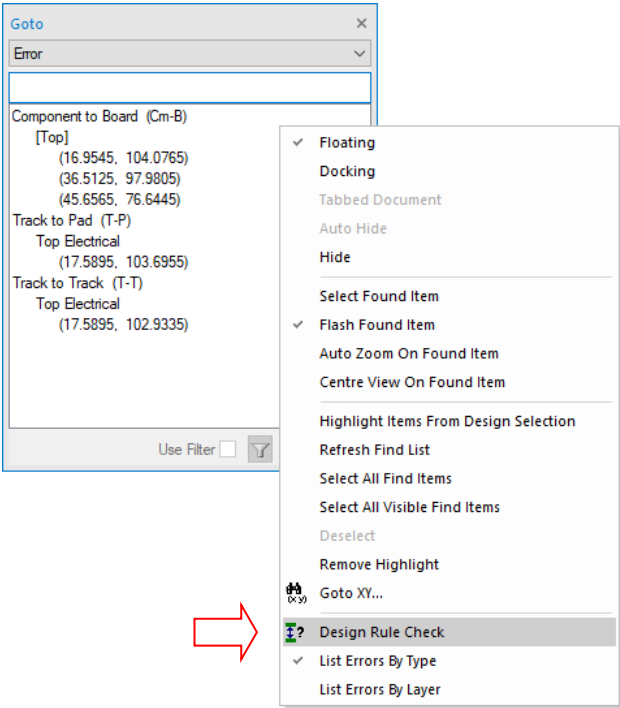 Goto
Error
Component to Board (Cm-B)
[Top]
(16.9545, 104.0765)
(36.5125, 97.9805)
(45.6565, 76.6445)
Track to Pad (T-P)
Top Electrical
(17.5895, 103.6955)
Track to Track (T-T)
Top Electrical
(17.5895, 102.9335)
Use Filter
Floating
Docking
Tabbed Document
Auto Hide
Hide
Select Found Item
Flash Found Item
Auto Zoom On Found Item
Centre View On Found Item
Highlight Items From Design Selection
Refresh Find List
Select All Find Items
Select All Visible Find Items
Deselect
Remove Highlight
(x,y) Goto XY...
? Design Rule Check
List Errors By Type
List Errors By Layer